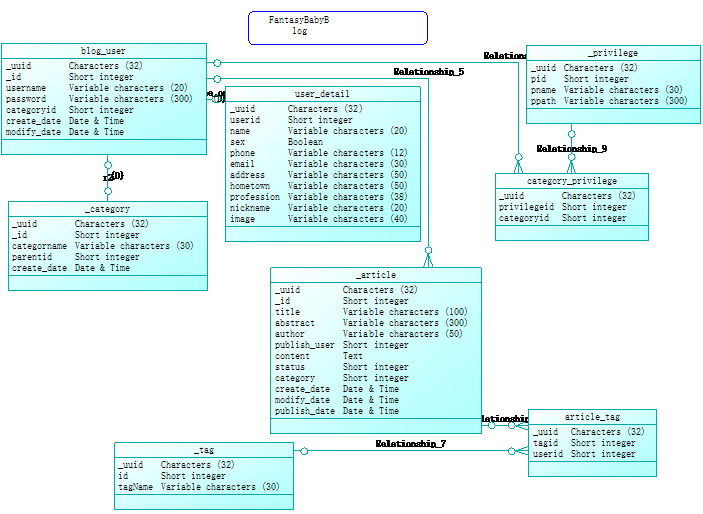 FantasyBabyB
log
blog_user
_uuid Characters (32)
_id Short integer
username Variable characters (20)
password Variable characters (300)
categoryid Short integer
create_date Date & Time
modify_date Date & Time
Relationship_5
_privilege
_uuid Characters (32)
pid Short integer
pname Variable characters (30)
ppath Variable characters (300)
user_detail
_uuid Characters (32)
userid Short integer
name Variable characters (20)
sex Boolean
phone Variable characters (12)
email Variable characters (30)
address Variable characters (50)
hometown Variable characters (50)
profession Variable characters (38)
nickname Variable characters (20)
image Variable characters (40)
Relationship_9
category_privilege
_uuid Characters (32)
privilegeid Short integer
categoryid Short integer
_category
_uuid Characters (32)
_id Short integer
categorname Variable characters (30)
parentid Short integer
create_date Date & Time
_article
_uuid Characters (32)
_id Short integer
title Variable characters (100)
abstract Variable characters (300)
author Variable characters (50)
publish_user Short integer
content Text
status Short integer
category Short integer
create_date Date & Time
modify_date Date & Time
publish_date Date & Time
article_tag
_uuid Characters (32)
tagid Short integer
userid Short integer
Relationship_7
_tag
_uuid Characters (32)
id Short integer
tagName Variable characters (30)